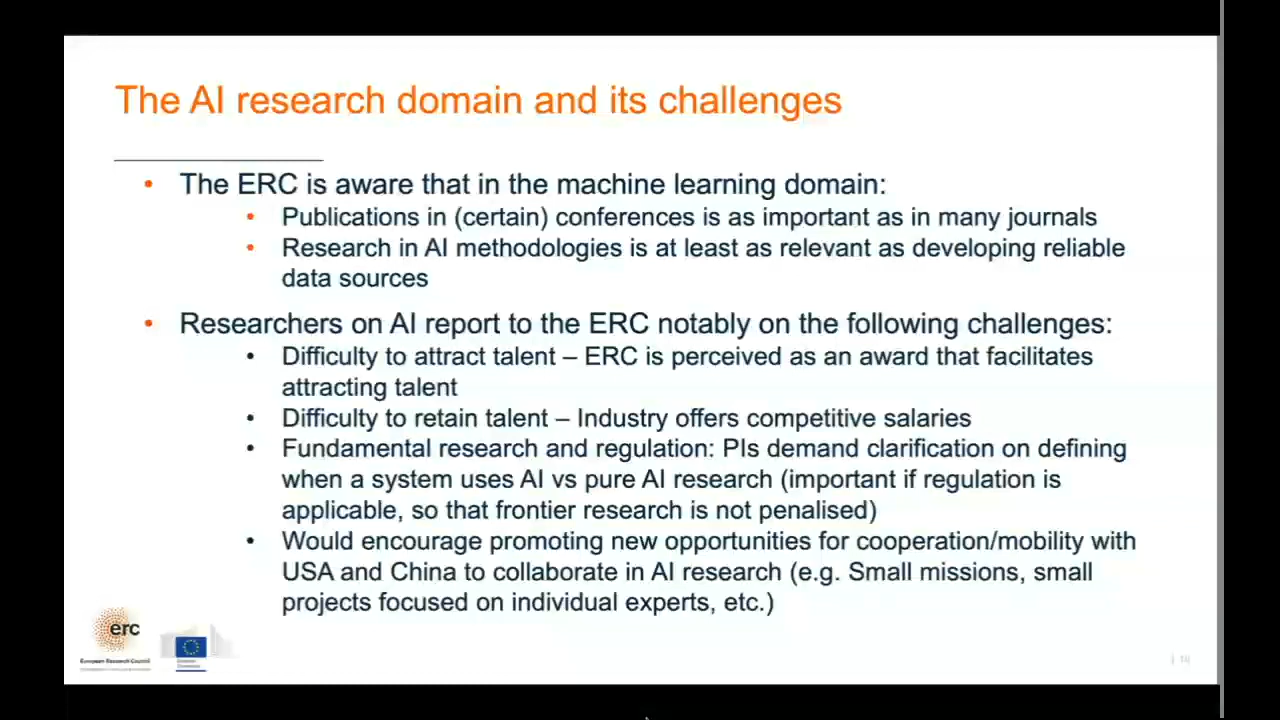 The AI research domain and its challenges
• The ERC is aware that in the machine learning domain:
• Publications in (certain) conferences is as important as in many journals
• Research in AI methodologies is at least as relevant as developing reliable
data sources
• Researchers on AI report to the ERC notably on the following challenges:
• Difficulty to attract talent – ERC is perceived as an award that facilitates
attracting talent
• Difficulty to retain talent – Industry offers competitive salaries
• Fundamental research and regulation: PIs demand clarification on defining
when a system uses AI vs pure AI research (important if regulation is
applicable, so that frontier research is not penalised)
• Would encourage promoting new opportunities for cooperation/mobility with
USA and China to collaborate in AI research (e.g. Small missions, small
projects focused on individual experts, etc.)
erc
European Research Council